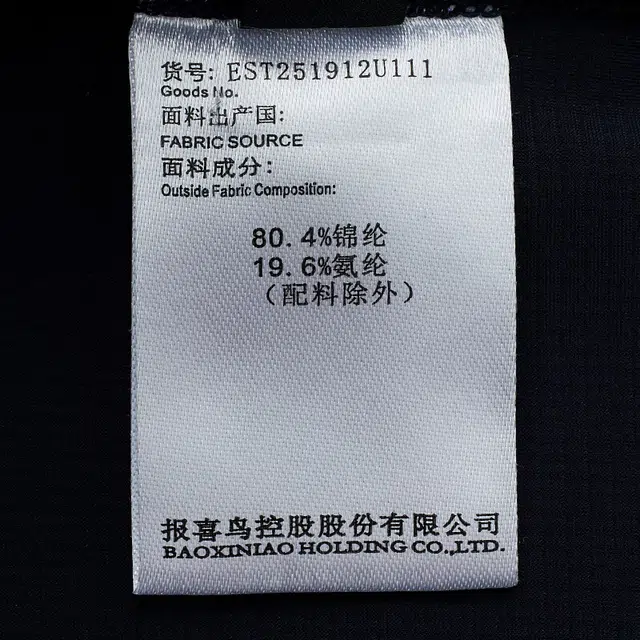 货号: EST251912U111
Goods No.
面料出产国:
FABRIC SOURCE
面料成分:
Outside Fabric Composition:
80.4%锦纶
19.6%氨纶
（配料除外）
报喜鸟控股股份有限公司
BAOXINIAO HOLDING CO.,LTD.